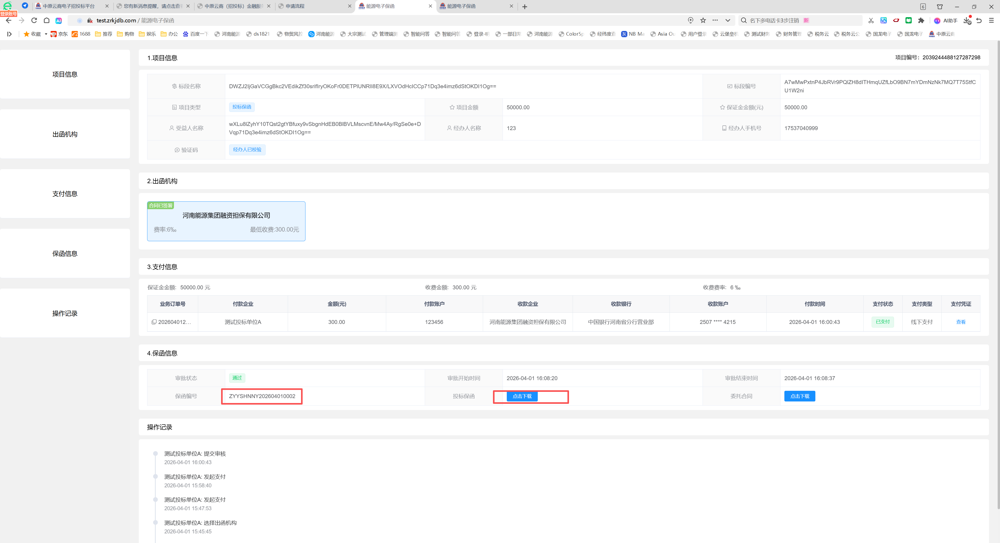 登录账号
中原云商电子招投标平台
您有新消息提醒，请点击查
中原云商（招投标）金融服
申请流程
能源电子保函
能源电子保函
6
AI
test.zrkjdb.com / 能源电子保函
名下多电话卡3步注销 新
AI助手
收藏 京东 1688 推荐 购物 娱乐 办公 百度一下 河南能源 ds1821 物贸风控 河南能源 大宗测试 管理端测 智能问答 智能问答 登录-明 一部日常 河南能源 ColorSp 经纬度查 NB Ma Asia Ou 用户登录 云堡垒机 测试财务 财务管理 税务云 税务云公 国龙电子 国龙电子 中原云商
项目信息
出函机构
支付信息
保函信息
操作记录
1.项目信息
项目编号：2039244488127287298
标段名称 DWZJ2IjGaVCGgBkc2VEdikZf30srifIryOKoFr0DETPlUNRII8E9X/LXVOdHcICCp71Dq3e4imz6dStOKDI1Og== 标段编号 A7wMwPxtnP4JbRVr9PQIZH8dITHmqUZfLbO9BN7mYDmNzNk7MQ7T75StfC
U1W2ni
项目类型 投标保函 项目金额 50000.00 保证金金额(元) 50000.00
受益人名称 wXLu8lZyhY10TQst2gtYBfuxy9vSbgnHdEB0BlBVLMscvnE/Mw4Ay/RgSe0e+D
Vqp71Dq3e4imz6dStOKDI1Og== 经办人名称 123 经办人手机号 17537040999
验证码 经办人已校验
2.出函机构
合同已签署
河南能源集团融资担保有限公司
费率:6‰ 最低收费:300.00元
3.支付信息
保证金金额: 50000.00 元 收费金额: 300.00 元 收费费率: 6 ‰
业务订单号 付款企业 金额(元) 付款账户 收款企业 收款银行 收款账户 付款时间 支付状态 支付类型 支付凭证
202604012... 测试投标单位A 300.00 123456 河南能源集团融资担保有限公司 中国银行河南省分行营业部 2507 **** 4215 2026-04-01 16:00:43 已支付 线下支付 查看
4.保函信息
审批状态 通过 审批开始时间 2026-04-01 16:08:20 审批结束时间 2026-04-01 16:08:37
保函编号 ZYYSHNNY202604010002 投标保函 点击下载 委托合同 点击下载
操作记录
测试投标单位A: 提交审核
2026-04-01 16:00:43
测试投标单位A: 发起支付
2026-04-01 15:58:40
测试投标单位A: 发起支付
2026-04-01 15:47:53
测试投标单位A: 选择出函机构
2026-04-01 15:45:45